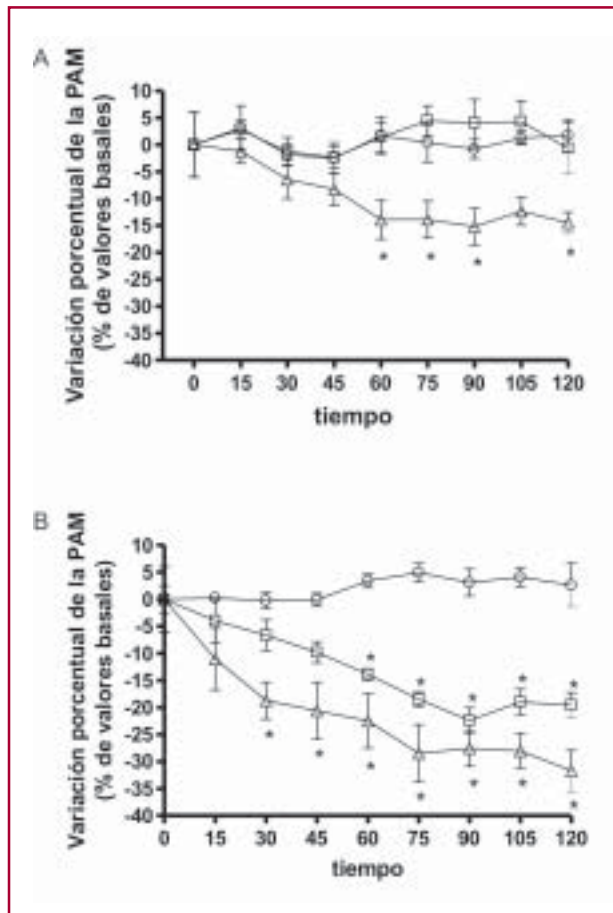 A
Variación porcentual de la PAM
(% de valores basales)
10
5
0
-5
-10
-15
-20
-25
-30
-35
-40
* * * *
0 15 30 45 60 75 90 105 120
tiempo
B
Variación porcentual de la PAM
(% de valores basales)
10
5
0
-5
-10
-15
-20
-25
-30
-35
-40
* * * * *
* * * * * * *
0 15 30 45 60 75 90 105 120
tiempo